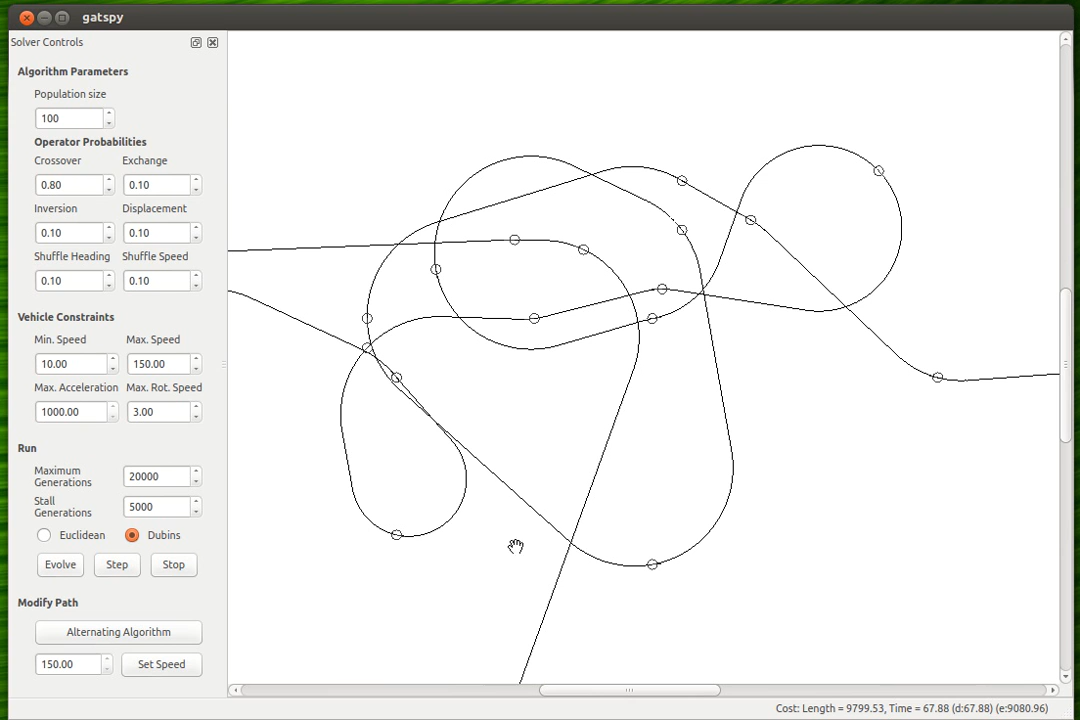 gatspy
Solver Controls
Algorithm Parameters
Population size
100
Operator Probabilities
Crossover Exchange
0.80 0.10
Inversion Displacement
0.10 0.10
Shuffle Heading Shuffle Speed
0.10 0.10
Vehicle Constraints
Min. Speed Max. Speed
10.00 150.00
Max. Acceleration Max. Rot. Speed
1000.00 3.00
Run
Maximum
Generations 20000
Stall
Generations 5000
Euclidean Dubins
Evolve Step Stop
Modify Path
Alternating Algorithm
150.00 Set Speed
Cost: Length = 9799.53, Time = 67.88 (d:67.88) (e:9080.96)